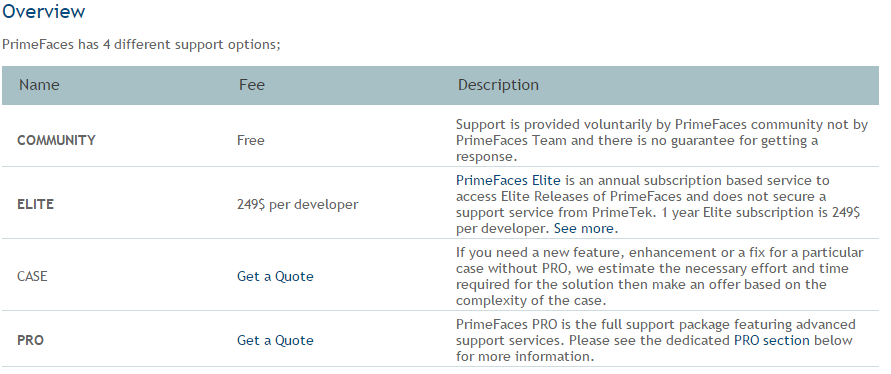 Overview
PrimeFaces has 4 different support options;
Name Fee Description
COMMUNITY Free Support is provided voluntarily by PrimeFaces community not by
PrimeFaces Team and there is no guarantee for getting a
response.
ELITE 249$ per developer PrimeFaces Elite is an annual subscription based service to
access Elite Releases of PrimeFaces and does not secure a
support service from PrimeTek. 1 year Elite subscription is 249$
per developer. See more.
CASE Get a Quote If you need a new feature, enhancement or a fix for a particular
case without PRO, we estimate the necessary effort and time
required for the solution then make an offer based on the
complexity of the case.
PRO Get a Quote PrimeFaces PRO is the full support package featuring advanced
support services. Please see the dedicated PRO section below
for more information.